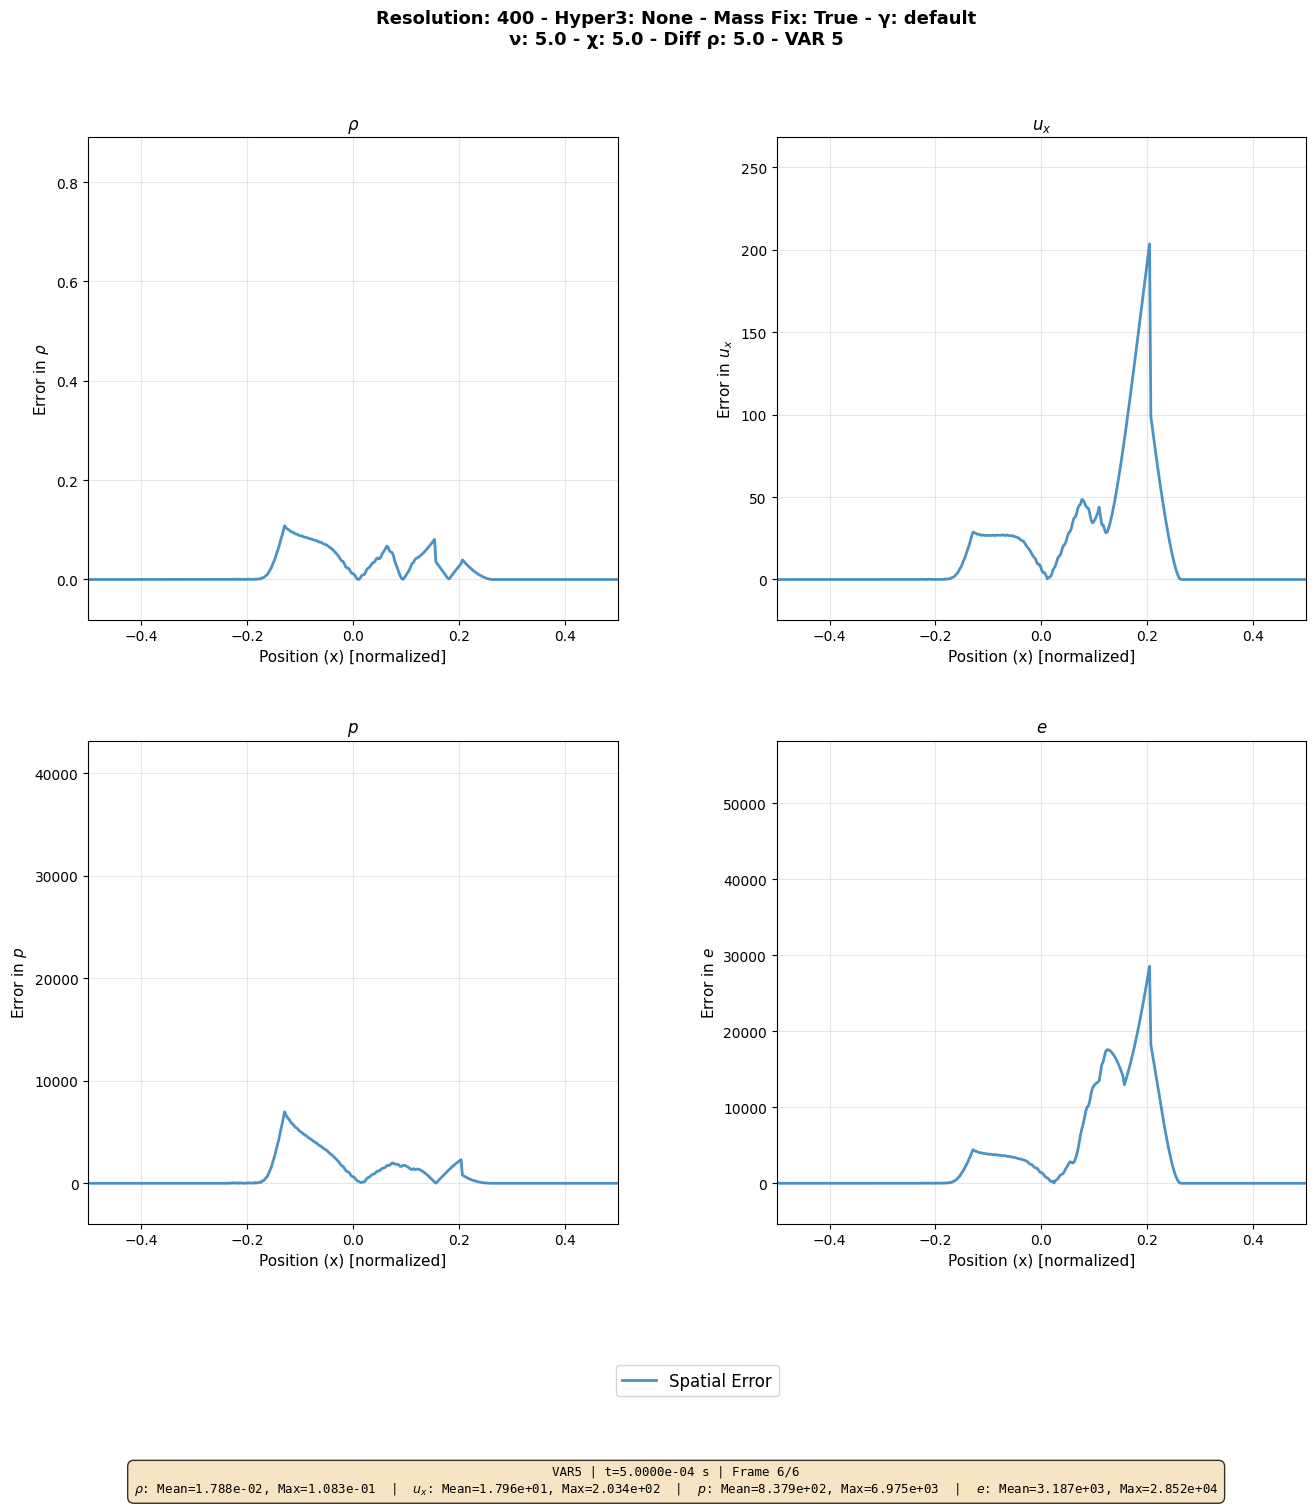 Resolution: 400 - Hyper3: None - Mass Fix: True - γ: default
ν: 5.0 - χ: 5.0 - Diff ρ: 5.0 - VAR 5
ρ
0.8
0.6
0.4
0.2
0.0
Error in ρ
−0.4 −0.2 0.0 0.2 0.4
Position (x) [normalized]
u_x
250
200
150
100
50
0
Error in u_x
−0.4 −0.2 0.0 0.2 0.4
Position (x) [normalized]
p
40000
30000
20000
10000
0
Error in p
−0.4 −0.2 0.0 0.2 0.4
Position (x) [normalized]
e
50000
40000
30000
20000
10000
0
Error in e
−0.4 −0.2 0.0 0.2 0.4
Position (x) [normalized]
Spatial Error
VAR5 | t=5.0000e-04 s | Frame 6/6
ρ: Mean=1.788e-02, Max=1.083e-01 | u_x: Mean=1.796e+01, Max=2.034e+02 | p: Mean=8.379e+02, Max=6.975e+03 | e: Mean=3.187e+03, Max=2.852e+04